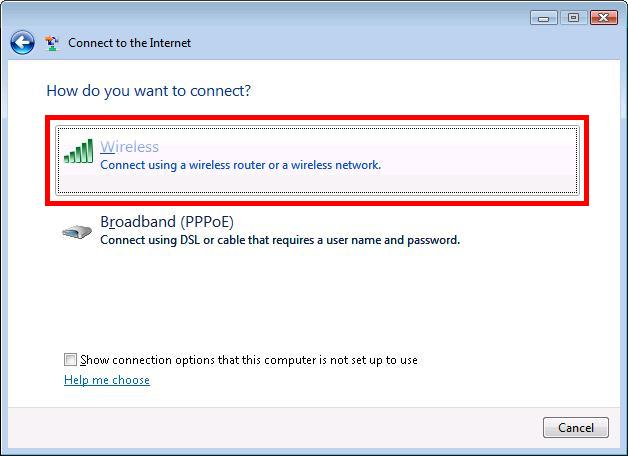 Connect to the Internet
How do you want to connect?
Wireless
Connect using a wireless router or a wireless network.
Broadband (PPPoE)
Connect using DSL or cable that requires a user name and password.
Show connection options that this computer is not set up to use
Help me choose
Cancel